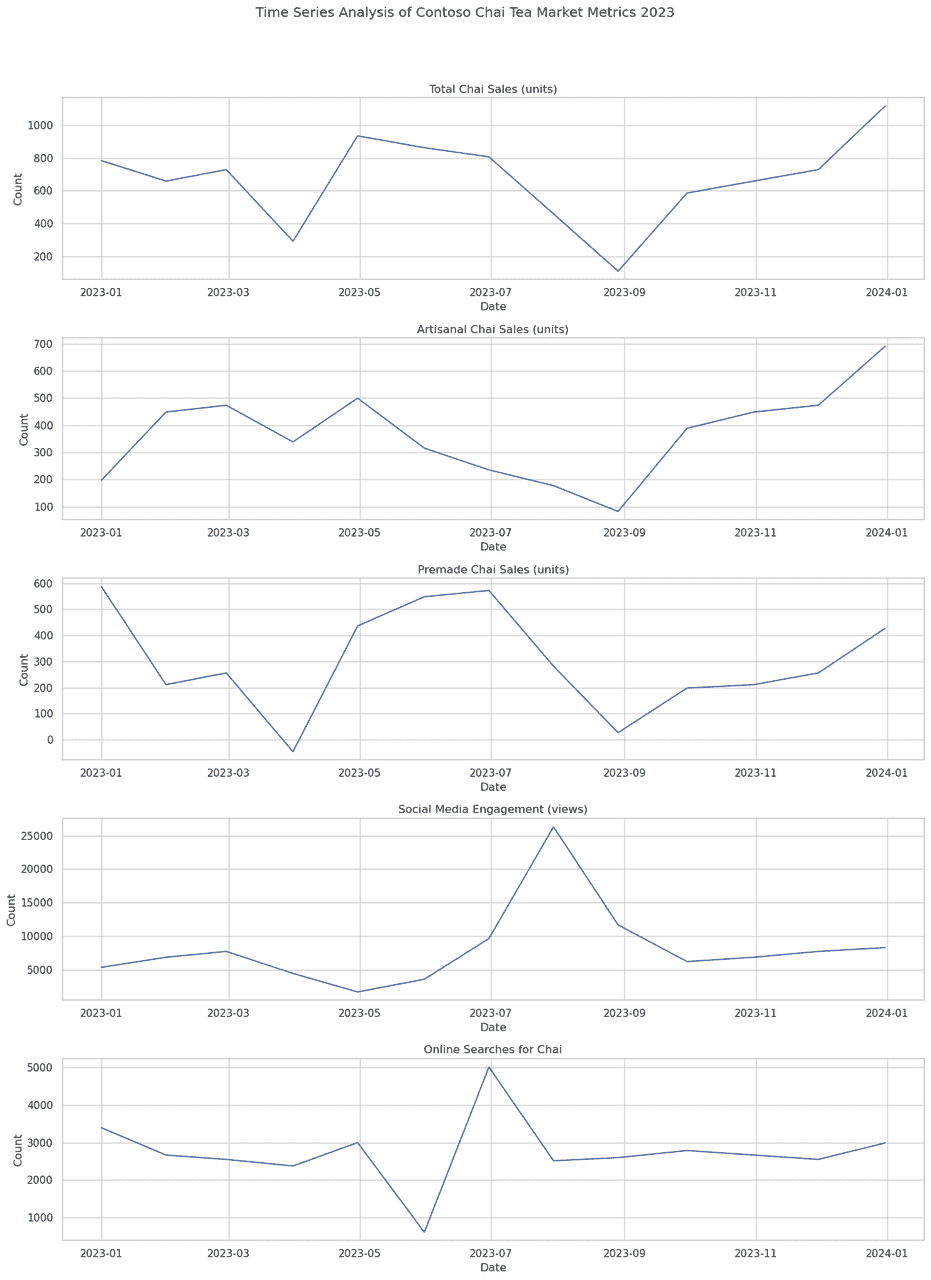 Time Series Analysis of Contoso Chai Tea Market Metrics 2023
Total Chai Sales (units)
1000
800
600
400
200
Count
2023-01 2023-03 2023-05 2023-07 2023-09 2023-11 2024-01
Date
Artisanal Chai Sales (units)
700
600
500
400
300
200
100
Count
2023-01 2023-03 2023-05 2023-07 2023-09 2023-11 2024-01
Date
Premade Chai Sales (units)
600
500
400
300
200
100
0
Count
2023-01 2023-03 2023-05 2023-07 2023-09 2023-11 2024-01
Date
Social Media Engagement (views)
25000
20000
15000
10000
5000
Count
2023-01 2023-03 2023-05 2023-07 2023-09 2023-11 2024-01
Date
Online Searches for Chai
5000
4000
3000
2000
1000
Count
2023-01 2023-03 2023-05 2023-07 2023-09 2023-11 2024-01
Date